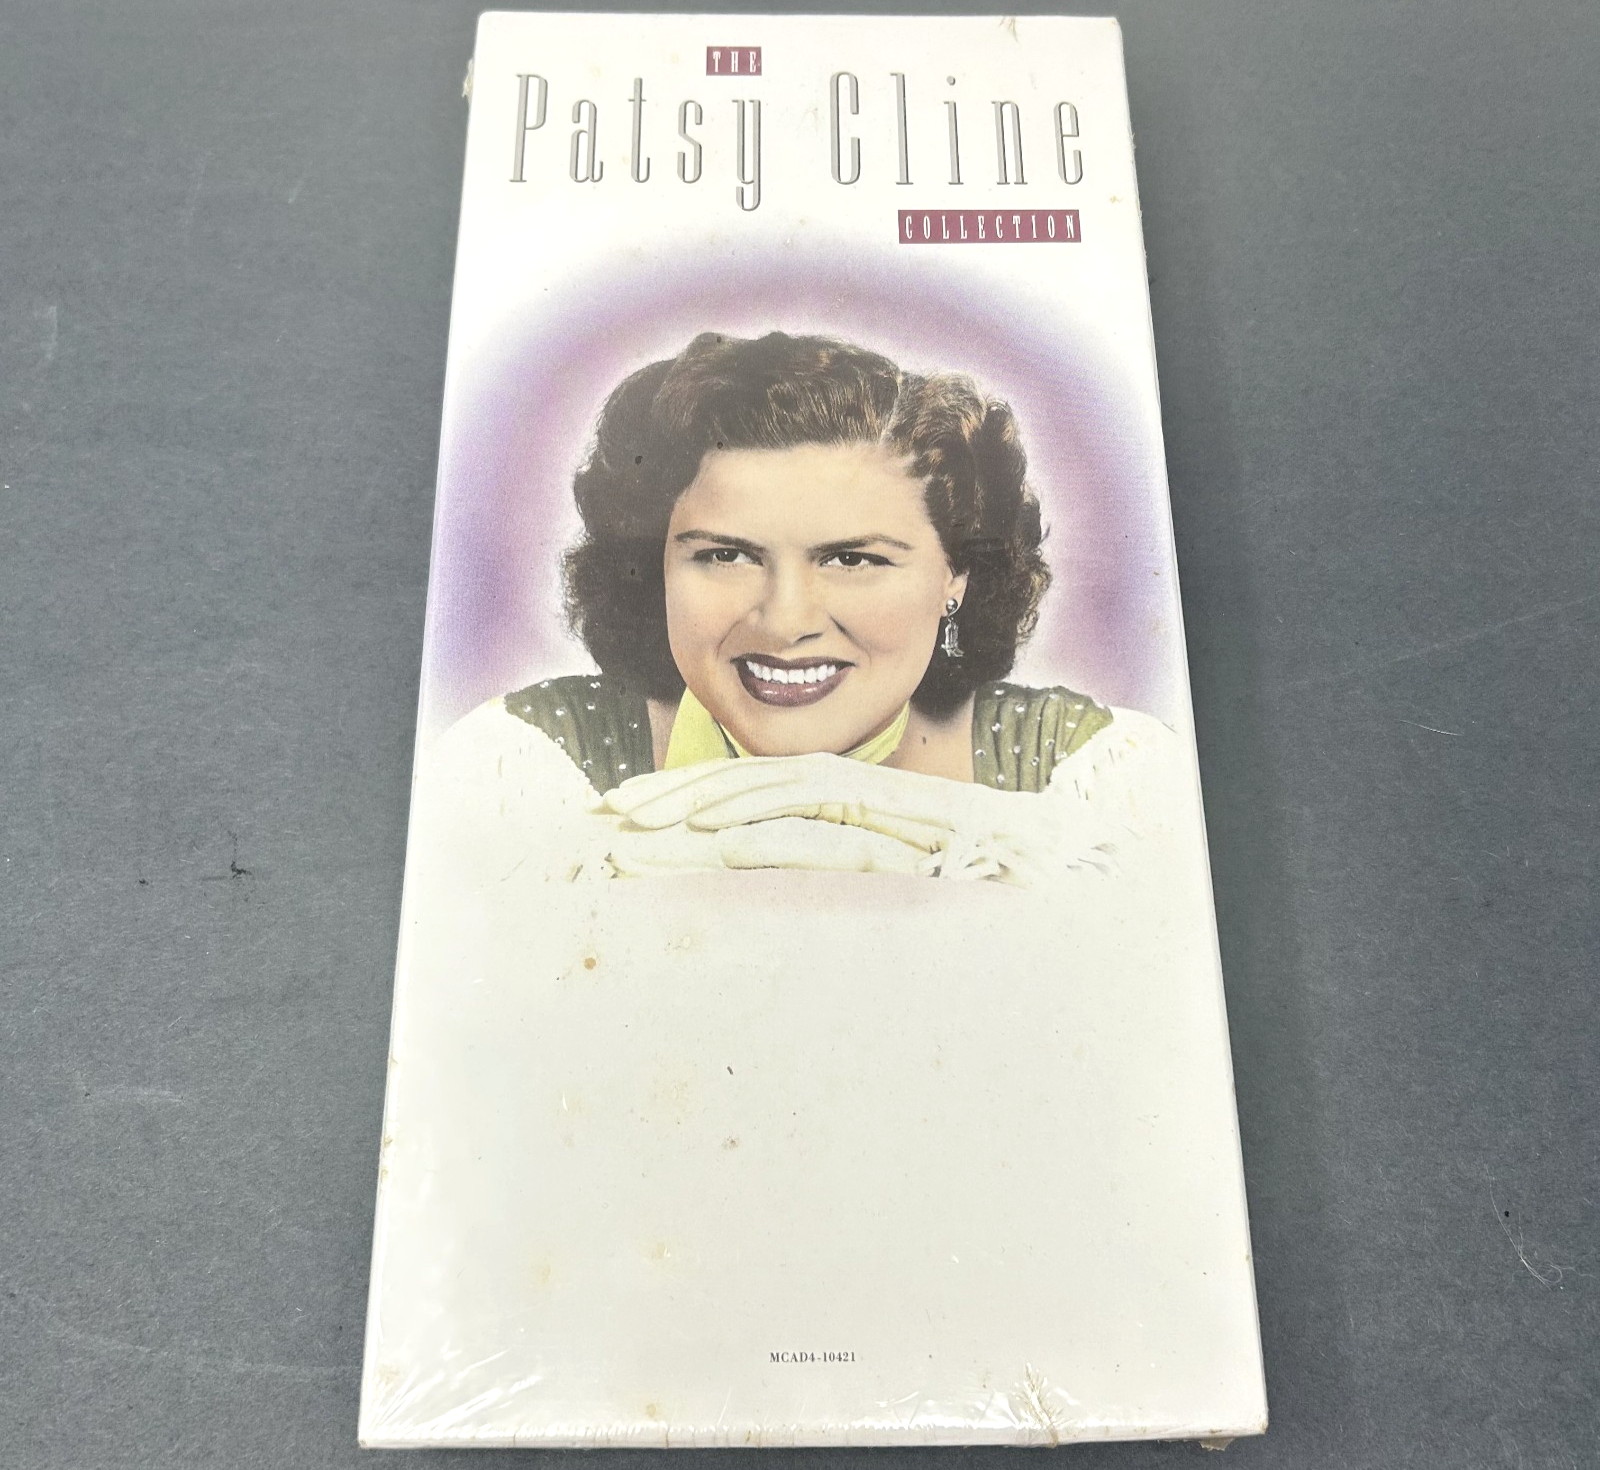 THE
Patsy Cline
COLLECTION
MCAD4-10421